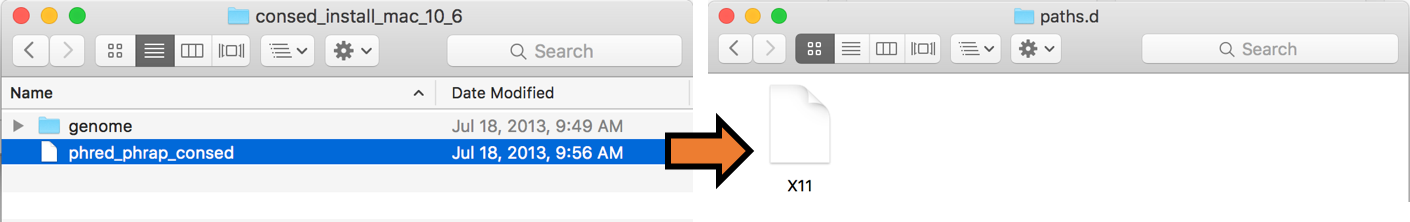 consed_install_mac_10_6
Search
Name Date Modified
genome Jul 18, 2013, 9:49 AM
phred_phrap_consed Jul 18, 2013, 9:56 AM
paths.d
Search
X11